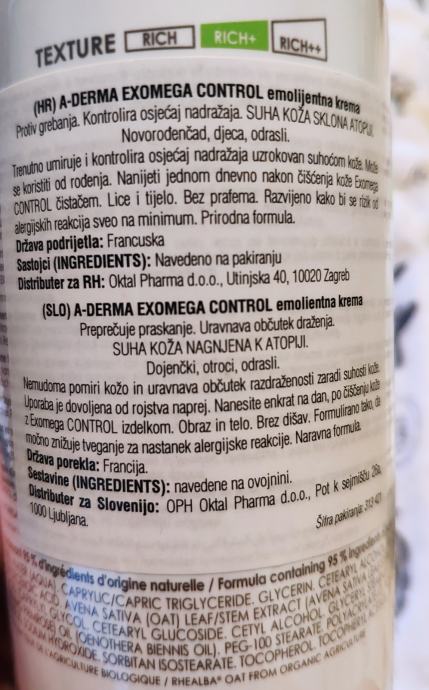 TEXTURE RICH RICH+ RICH++
(HR) A-DERMA EXOMEGA CONTROL emolijentna krema
Protiv grebanja. Kontrolira osjećaj nadražaja. SUHA KOŽA SKLONA ATOPIJI.
Novorođenčad, djeca, odrasli.
Trenutno umiruje i kontrolira osjećaj nadražaja uzrokovan suhoćom kože. Može
se koristiti od rođenja. Nanijeti jednom dnevno nakon čišćenja kože Exomega
CONTROL čistačem. Lice i tijelo. Bez parfema. Razvijeno kako bi se rizik od
alergijskih reakcija sveo na minimum. Prirodna formula.
Država podrijetla: Francuska
Sastojci (INGREDIENTS): Navedeno na pakiranju
Distributer za RH: Oktal Pharma d.o.o., Utinjska 40, 10020 Zagreb
(SLO) A-DERMA EXOMEGA CONTROL emolientna krema
Preprečuje praskanje. Uravnava občutek draženja.
SUHA KOŽA NAGNJENA K ATOPIJI.
Dojenčki, otroci, odrasli.
Nemudoma pomiri kožo in uravnava občutek razdraženosti zaradi suhosti kože.
Uporaba je dovoljena od rojstva naprej. Nanesite enkrat na dan, po čiščenju kože
z Exomega CONTROL izdelkom. Obraz in telo. Brez dišav. Formulirano tako, da
močno znižuje tveganje za nastanek alergijske reakcije. Naravna formula.
Država porekla: Francija.
Sestavine (INGREDIENTS): navedene na ovojnini.
Distributer za Slovenijo: OPH Oktal Pharma d.o.o., Pot k sejmišču 26a,
1000 Ljubljana.
Šifra pakiranja: 313401
95 % d'ingrédients d'origine naturelle / Formula containing 95 % ingredients
(AQUA). CAPRYLIC/CAPRIC TRIGLYCERIDE. GLYCERIN. CETEARYL
ACID. AVENA SATIVA (OAT) LEAF/STEM EXTRACT (AVENA SATIVA
GLYCOL. CETEARYL GLUCOSIDE. CETYL ALCOHOL.
OIL (OENOTHERA BIENNIS OIL). PEG-100 STEARATE.
HYDROXIDE. SORBITAN ISOSTEARATE. TOCOPHEROL.
L'AGRICULTURE BIOLOGIQUE / RHEALBA® OAT FROM ORGANIC AGRICULTURE